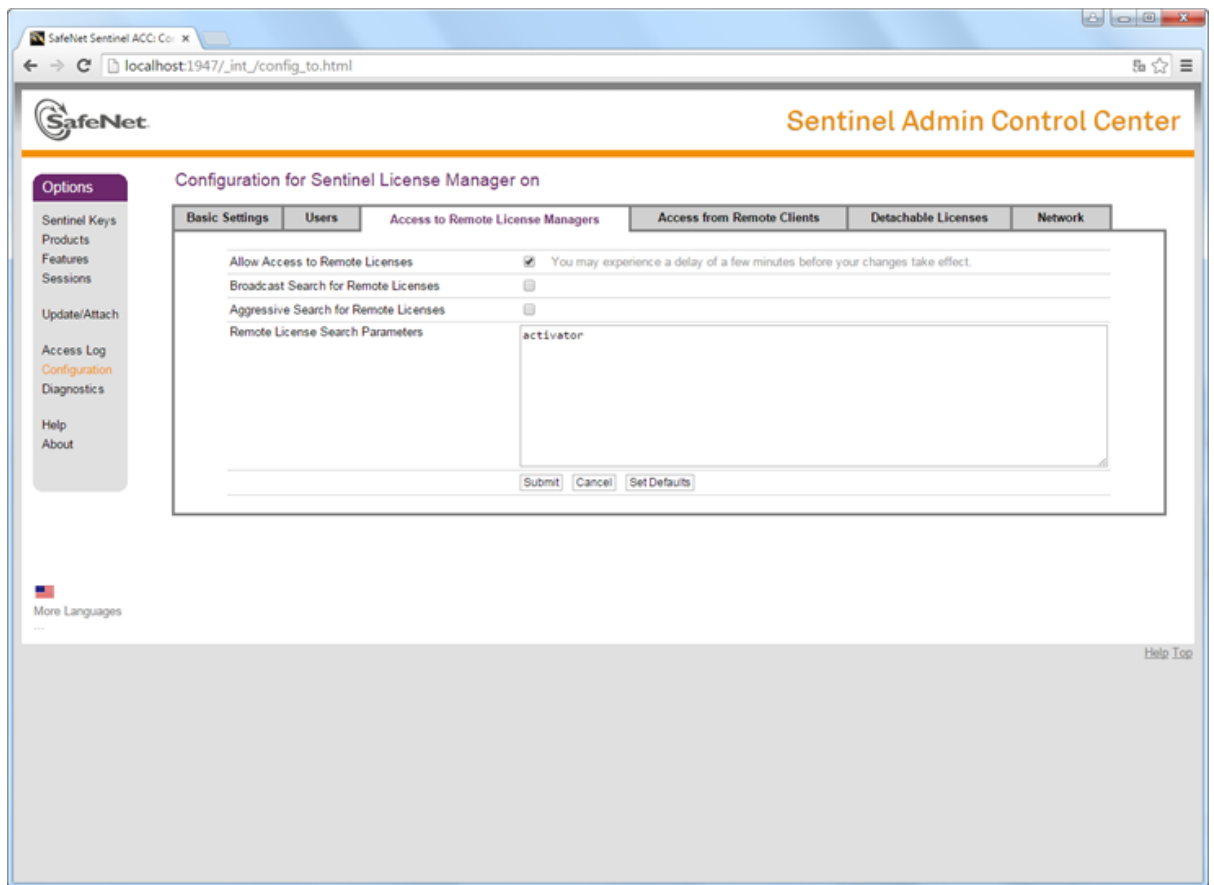 SafeNet Sentinel ACC: Co
localhost:1947/_int_/config_to.html
SafeNet.
Sentinel Admin Control Center
Options
Sentinel Keys
Products
Features
Sessions
Update/Attach
Access Log
Configuration
Diagnostics
Help
About
Configuration for Sentinel License Manager on
Basic Settings Users Access to Remote License Managers Access from Remote Clients Detachable Licenses Network
Allow Access to Remote Licenses You may experience a delay of a few minutes before your changes take effect.
Broadcast Search for Remote Licenses
Aggressive Search for Remote Licenses
Remote License Search Parameters activator
Submit Cancel Set Defaults
More Languages
...
Help Top